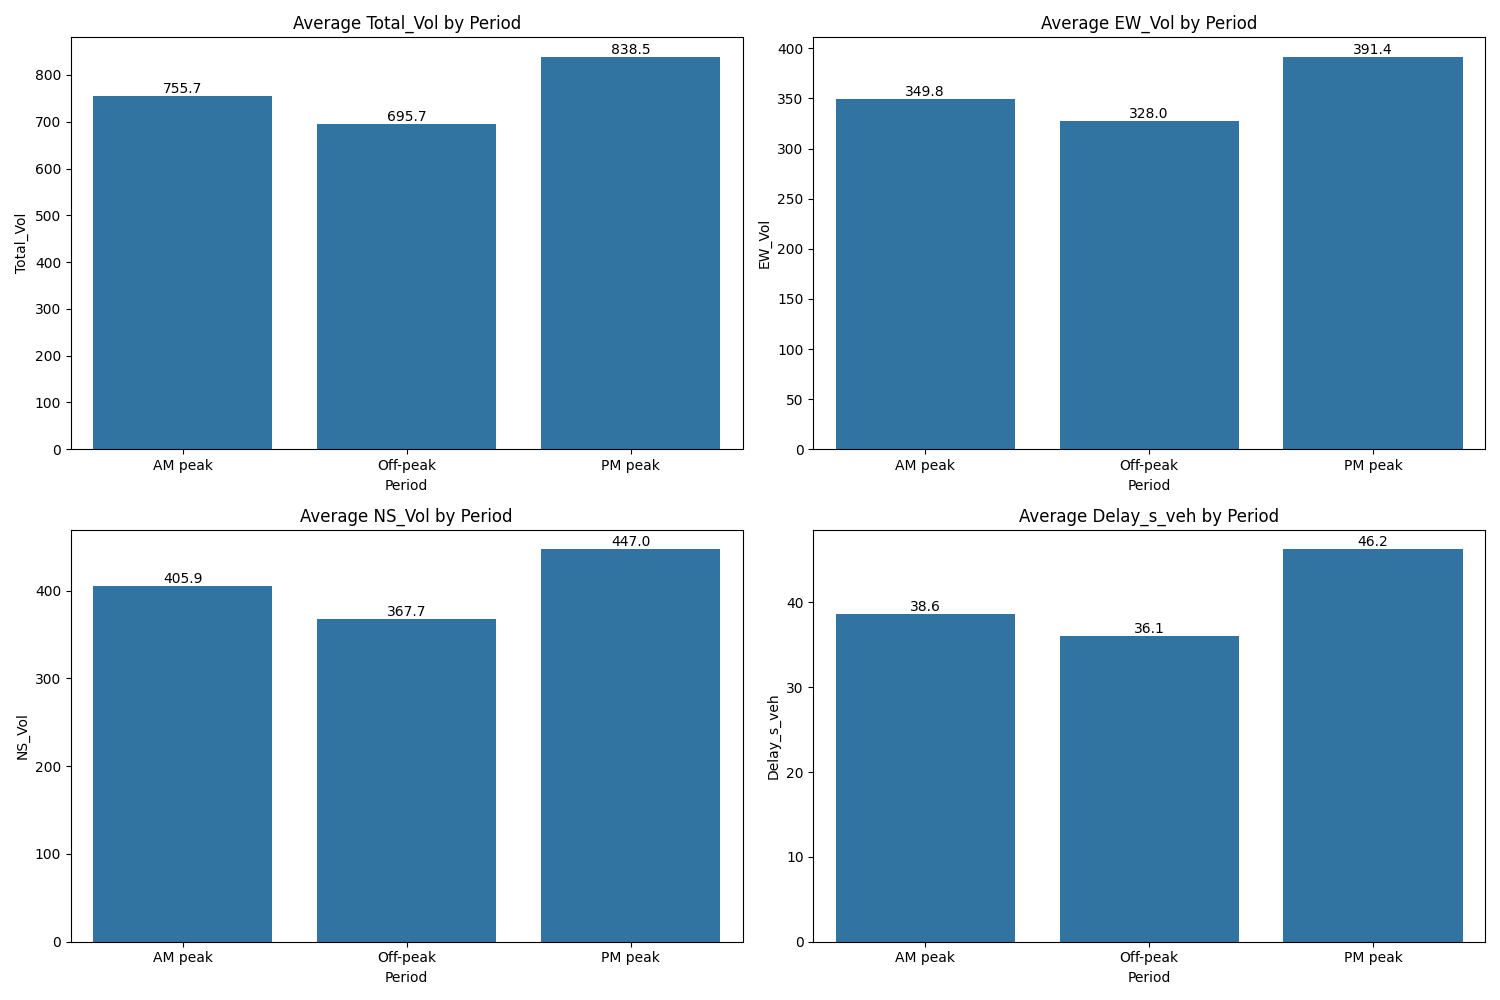 Average Total_Vol by Period
Total_Vol
0
100
200
300
400
500
600
700
800
755.7
695.7
838.5
AM peak
Off-peak
PM peak
Period
Average EW_Vol by Period
EW_Vol
0
50
100
150
200
250
300
350
400
349.8
328.0
391.4
AM peak
Off-peak
PM peak
Period
Average NS_Vol by Period
NS_Vol
0
100
200
300
400
405.9
367.7
447.0
AM peak
Off-peak
PM peak
Period
Average Delay_s_veh by Period
Delay_s_veh
0
10
20
30
40
38.6
36.1
46.2
AM peak
Off-peak
PM peak
Period